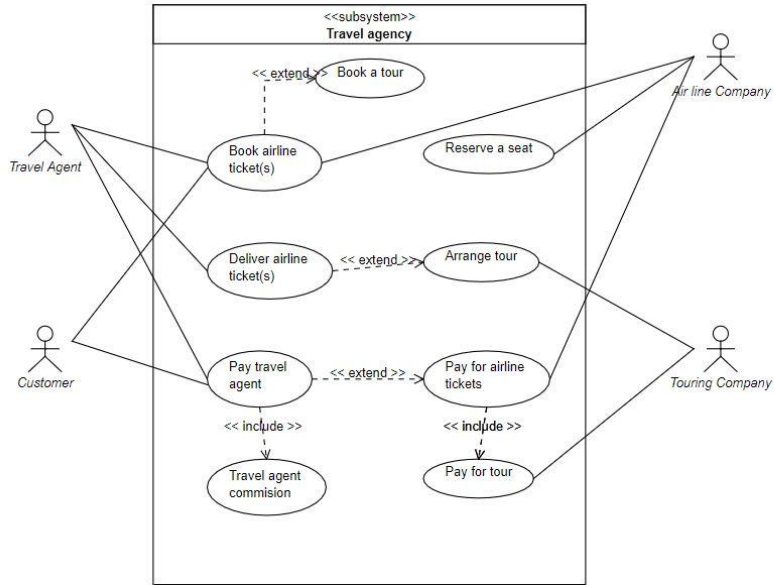 <<subsystem>>
Travel agency
<< extend >>
Book a tour
Air line Company
Travel Agent
Book airline
ticket(s)
Reserve a seat
Deliver airline
ticket(s)
<< extend >>
Arrange tour
Customer
Pay travel
agent
<< extend >>
Pay for airline
tickets
Touring Company
<< include >>
<< include >>
Travel agent
commision
Pay for tour